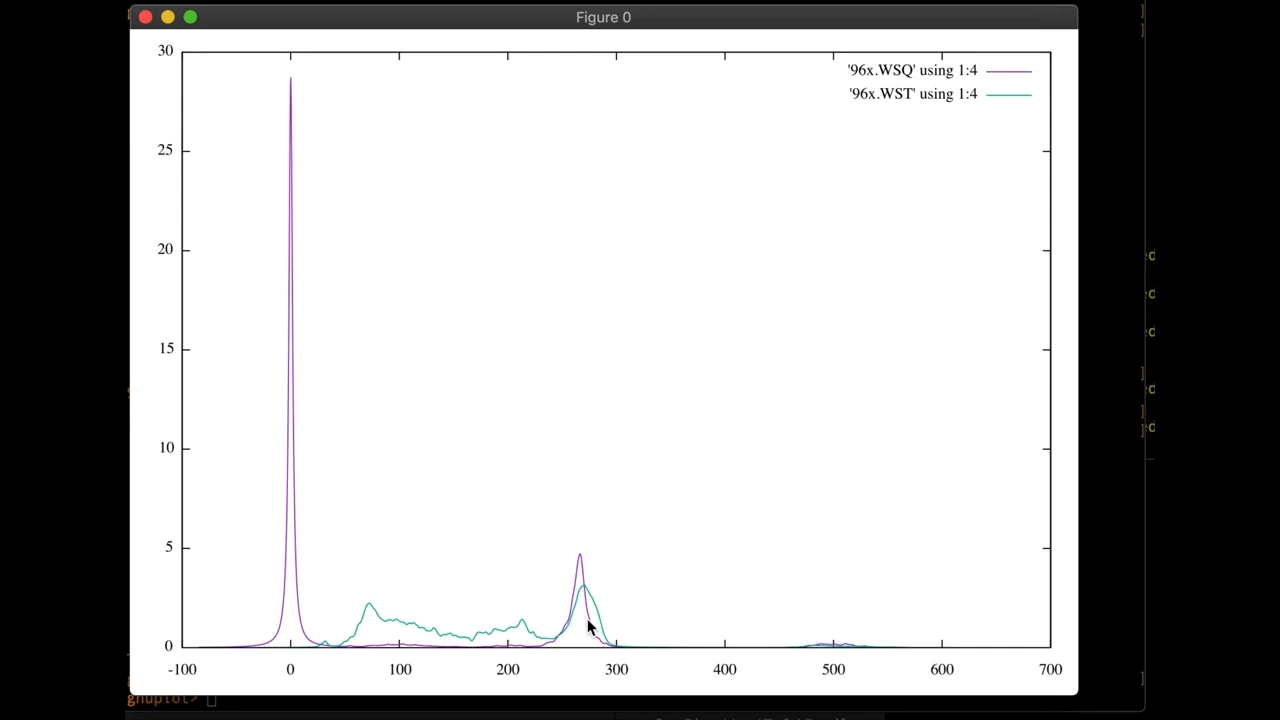 Figure 0
30
'96x.WSQ' using 1:4
'96x.WST' using 1:4
25
20
15
10
5
0
-100 0 100 200 300 400 500 600 700
gnuplot>